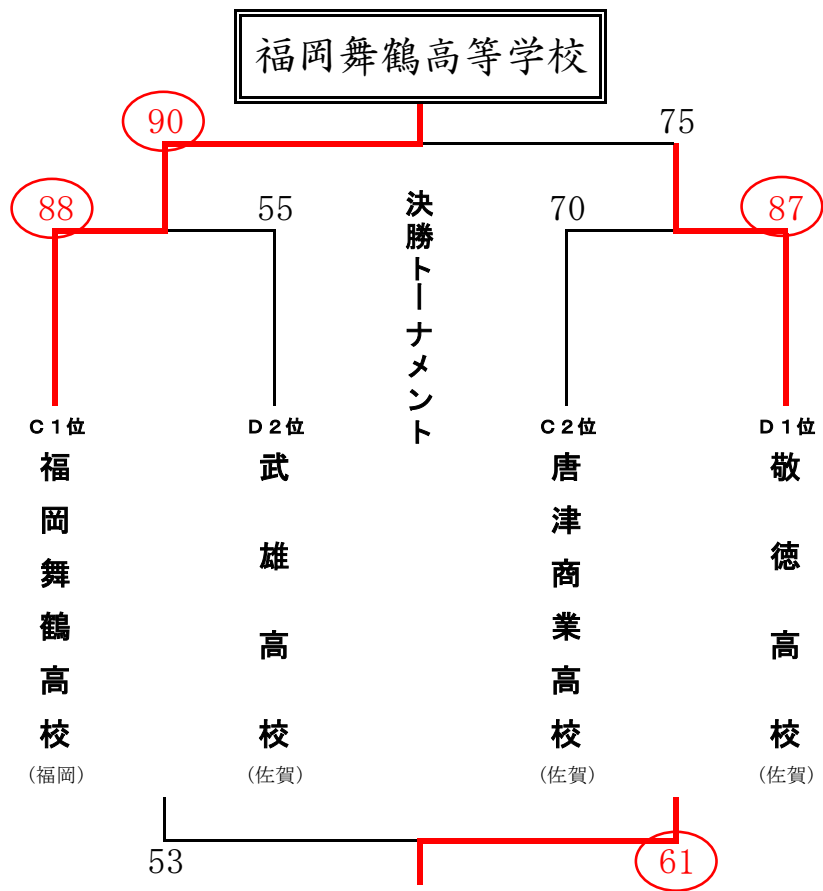 福岡舞鶴高等学校
90
75
88
55
70
87
決勝トーナメント
C1位
D2位
C2位
D1位
福岡舞鶴高校
武雄高校
唐津商業高校
敬徳高校
(福岡)
(佐賀)
(佐賀)
(佐賀)
53
61